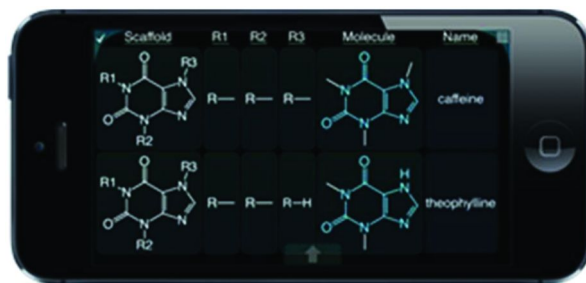 Scaffold R1 R2 R3 Molecule Name
O
R1 N N R3
O N N
R2
R— R— R—
O
N N
O N N
caffeine
O
R1 N N R3
O N N
R2
R— R— R–H
O H
N N
O N N
theophylline